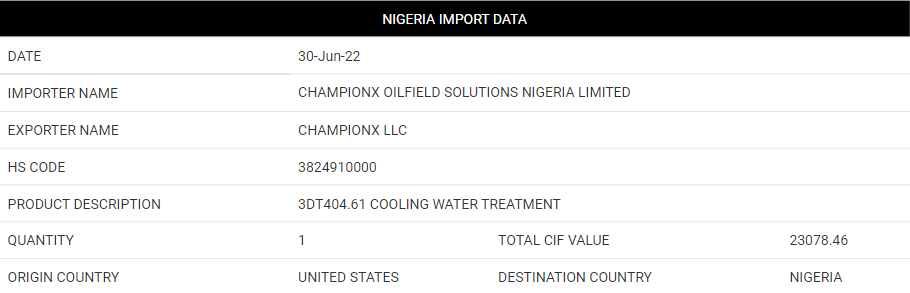 NIGERIA IMPORT DATA
DATE 30-Jun-22
IMPORTER NAME CHAMPIONX OILFIELD SOLUTIONS NIGERIA LIMITED
EXPORTER NAME CHAMPIONX LLC
HS CODE 3824910000
PRODUCT DESCRIPTION 3DT404.61 COOLING WATER TREATMENT
QUANTITY 1 TOTAL CIF VALUE 23078.46
ORIGIN COUNTRY UNITED STATES DESTINATION COUNTRY NIGERIA